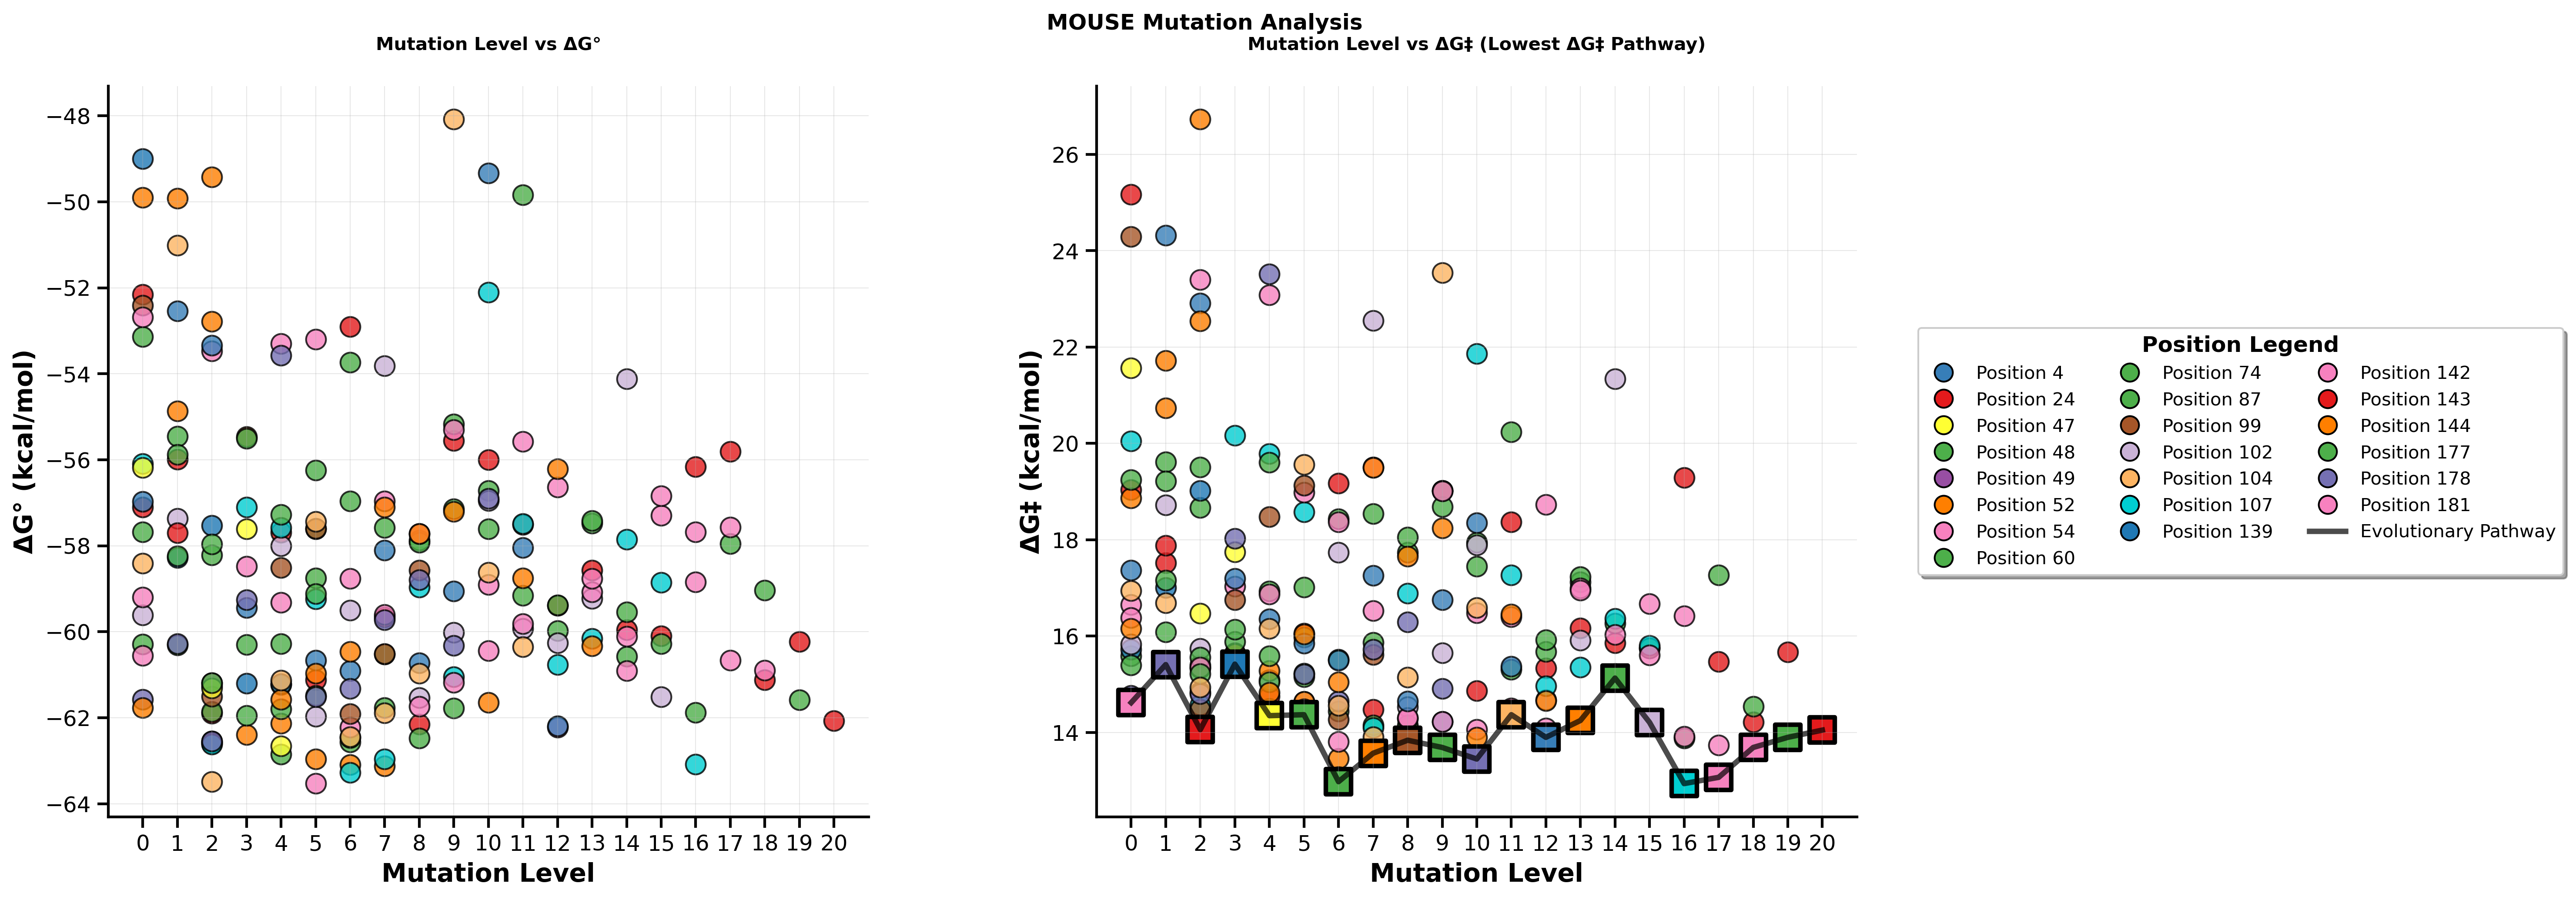 MOUSE Mutation Analysis
Mutation Level vs ΔG°
ΔG° (kcal/mol)
−48
−50
−52
−54
−56
−58
−60
−62
−64
0 1 2 3 4 5 6 7 8 9 10 11 12 13 14 15 16 17 18 19 20
Mutation Level
Mutation Level vs ΔG‡ (Lowest ΔG‡ Pathway)
ΔG‡ (kcal/mol)
26
24
22
20
18
16
14
0 1 2 3 4 5 6 7 8 9 10 11 12 13 14 15 16 17 18 19 20
Mutation Level
Position Legend
Position 4
Position 24
Position 47
Position 48
Position 49
Position 52
Position 54
Position 60
Position 74
Position 87
Position 99
Position 102
Position 104
Position 107
Position 139
Position 142
Position 143
Position 144
Position 177
Position 178
Position 181
Evolutionary Pathway